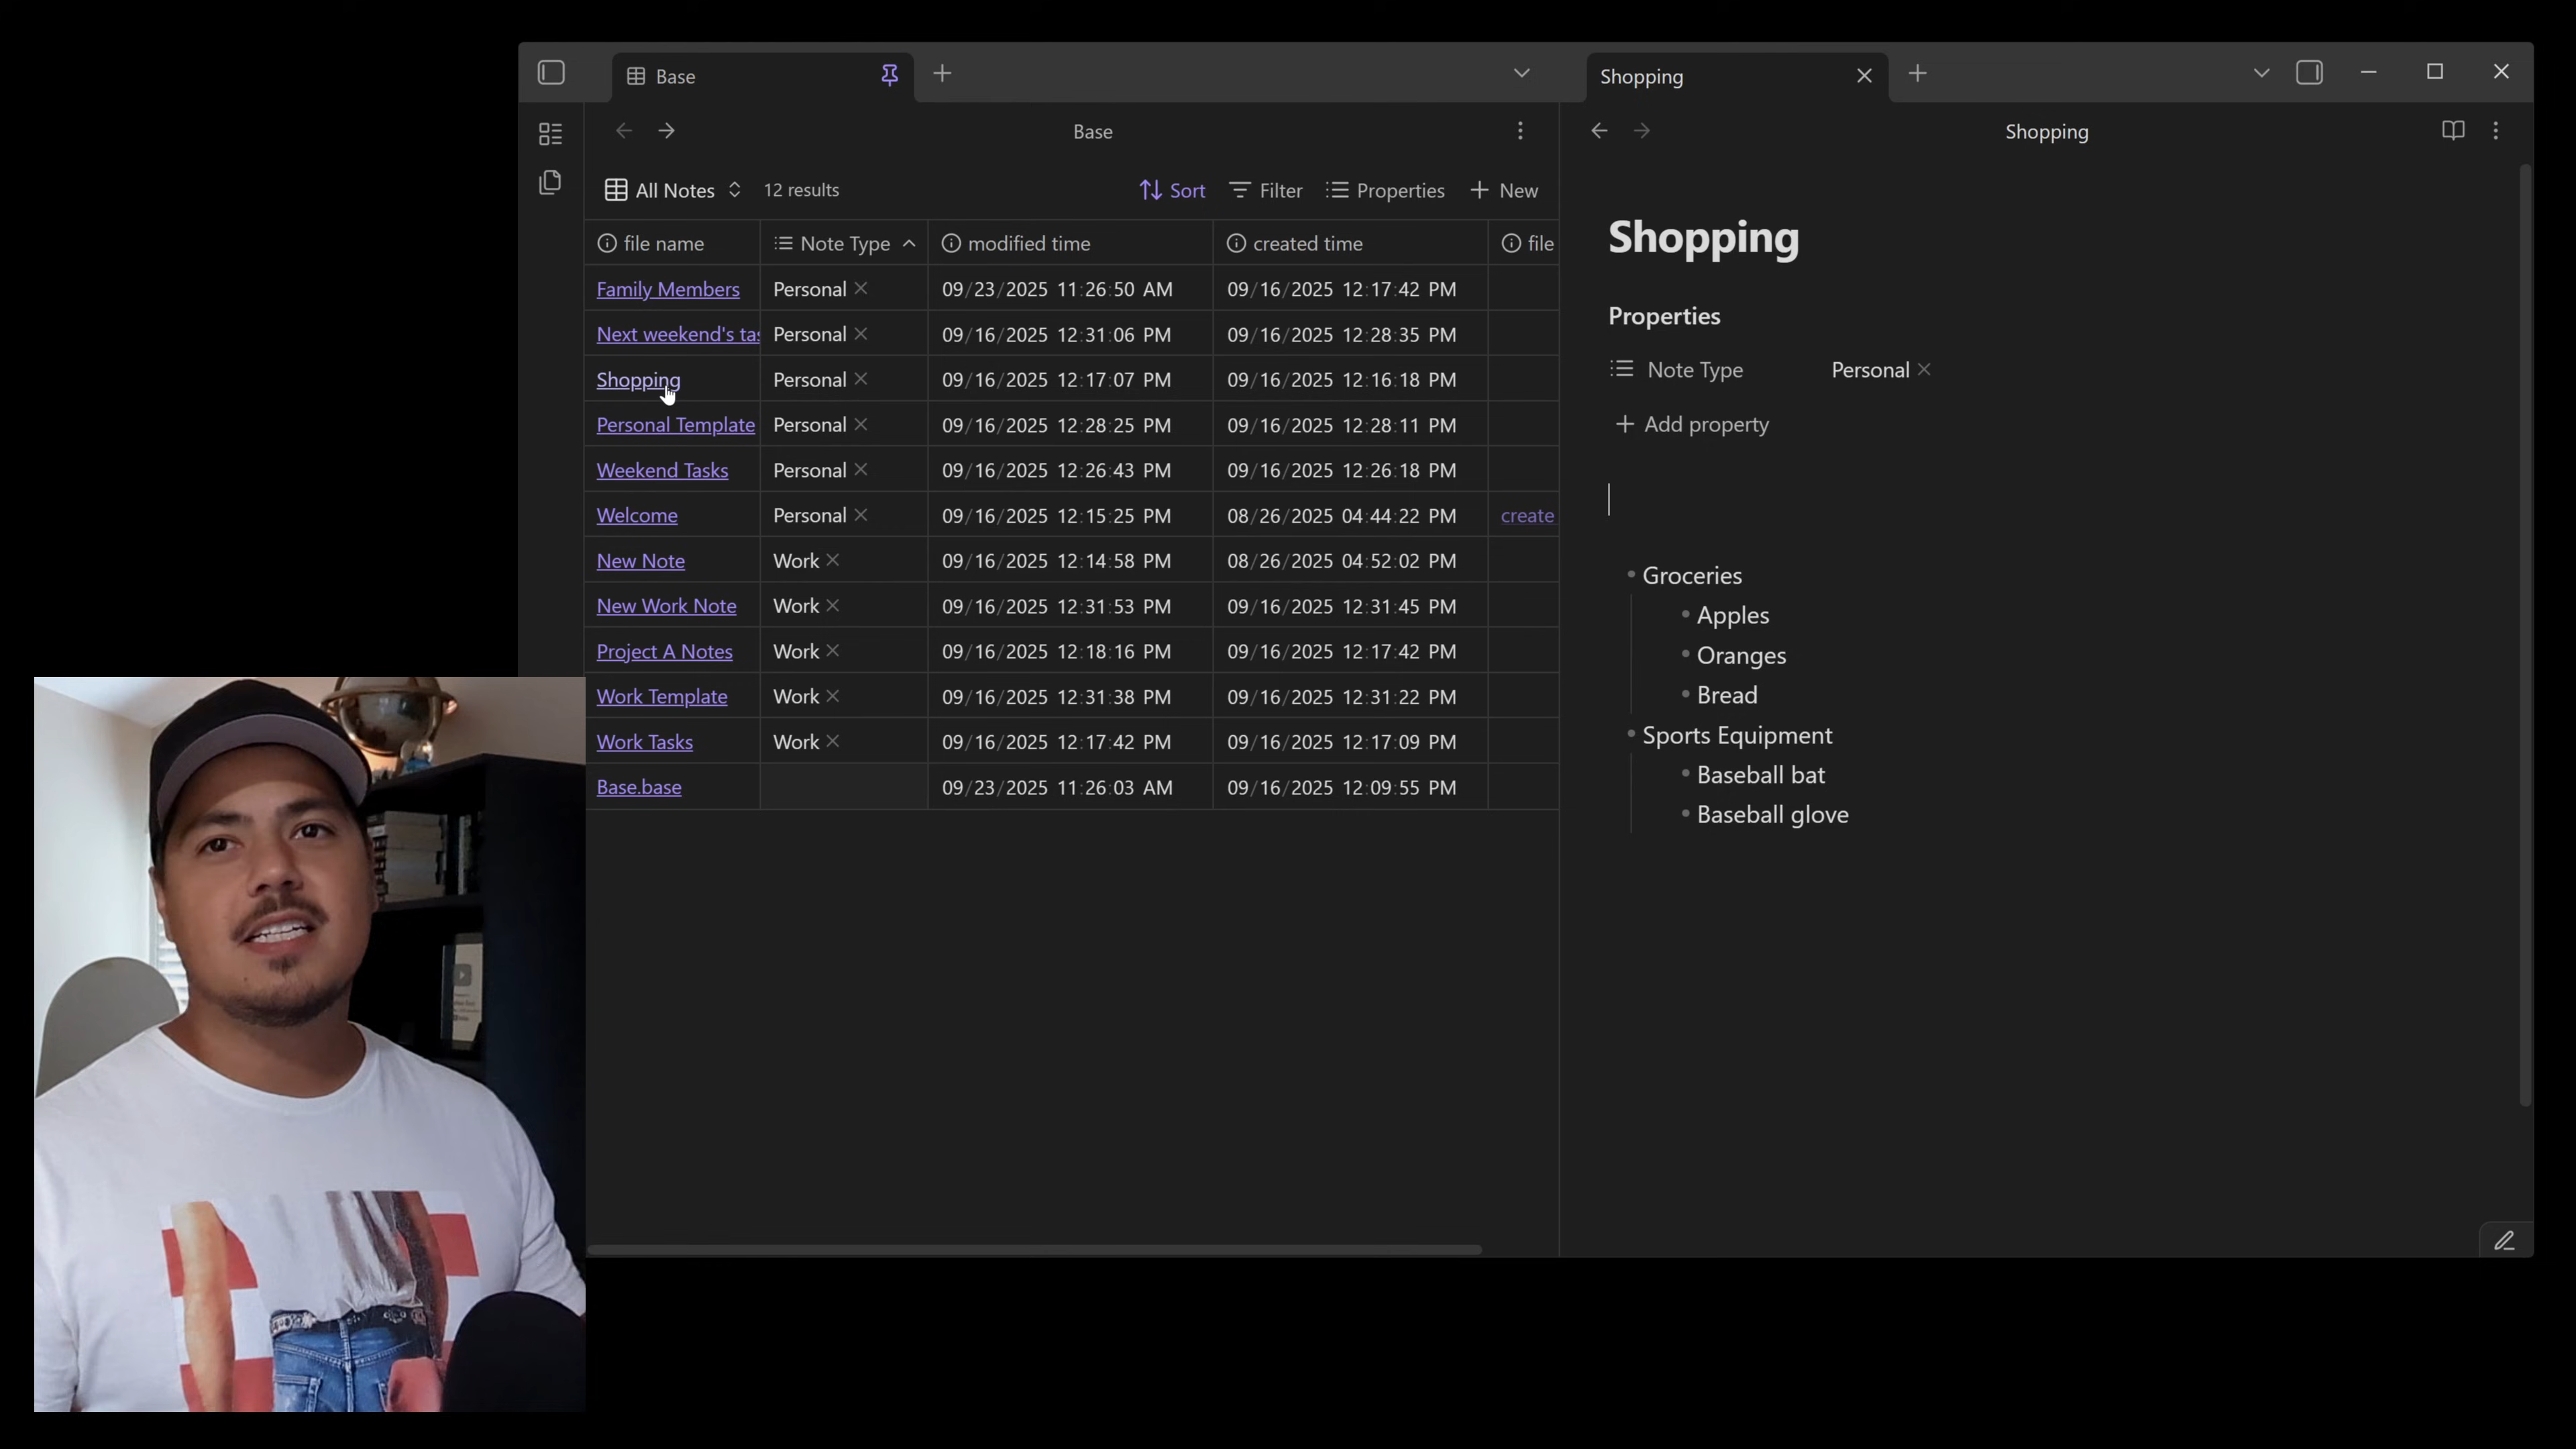 Base
Shopping
Base
Shopping
All Notes 12 results Sort Filter Properties New
file name Note Type modified time created time file
Family Members Personal 09/23/2025 11:26:50 AM 09/16/2025 12:17:42 PM
Next weekend's tas Personal 09/16/2025 12:31:06 PM 09/16/2025 12:28:35 PM
Shopping Personal 09/16/2025 12:17:07 PM 09/16/2025 12:16:18 PM
Personal Template Personal 09/16/2025 12:28:25 PM 09/16/2025 12:28:11 PM
Weekend Tasks Personal 09/16/2025 12:26:43 PM 09/16/2025 12:26:18 PM
Welcome Personal 09/16/2025 12:15:25 PM 08/26/2025 04:44:22 PM create
New Note Work 09/16/2025 12:14:58 PM 08/26/2025 04:52:02 PM
New Work Note Work 09/16/2025 12:31:53 PM 09/16/2025 12:31:45 PM
Project A Notes Work 09/16/2025 12:18:16 PM 09/16/2025 12:17:42 PM
Work Template Work 09/16/2025 12:31:38 PM 09/16/2025 12:31:22 PM
Work Tasks Work 09/16/2025 12:17:42 PM 09/16/2025 12:17:09 PM
Base.base 09/23/2025 11:26:03 AM 09/16/2025 12:09:55 PM
Shopping
Properties
Note Type Personal
Add property
Groceries
Apples
Oranges
Bread
Sports Equipment
Baseball bat
Baseball glove